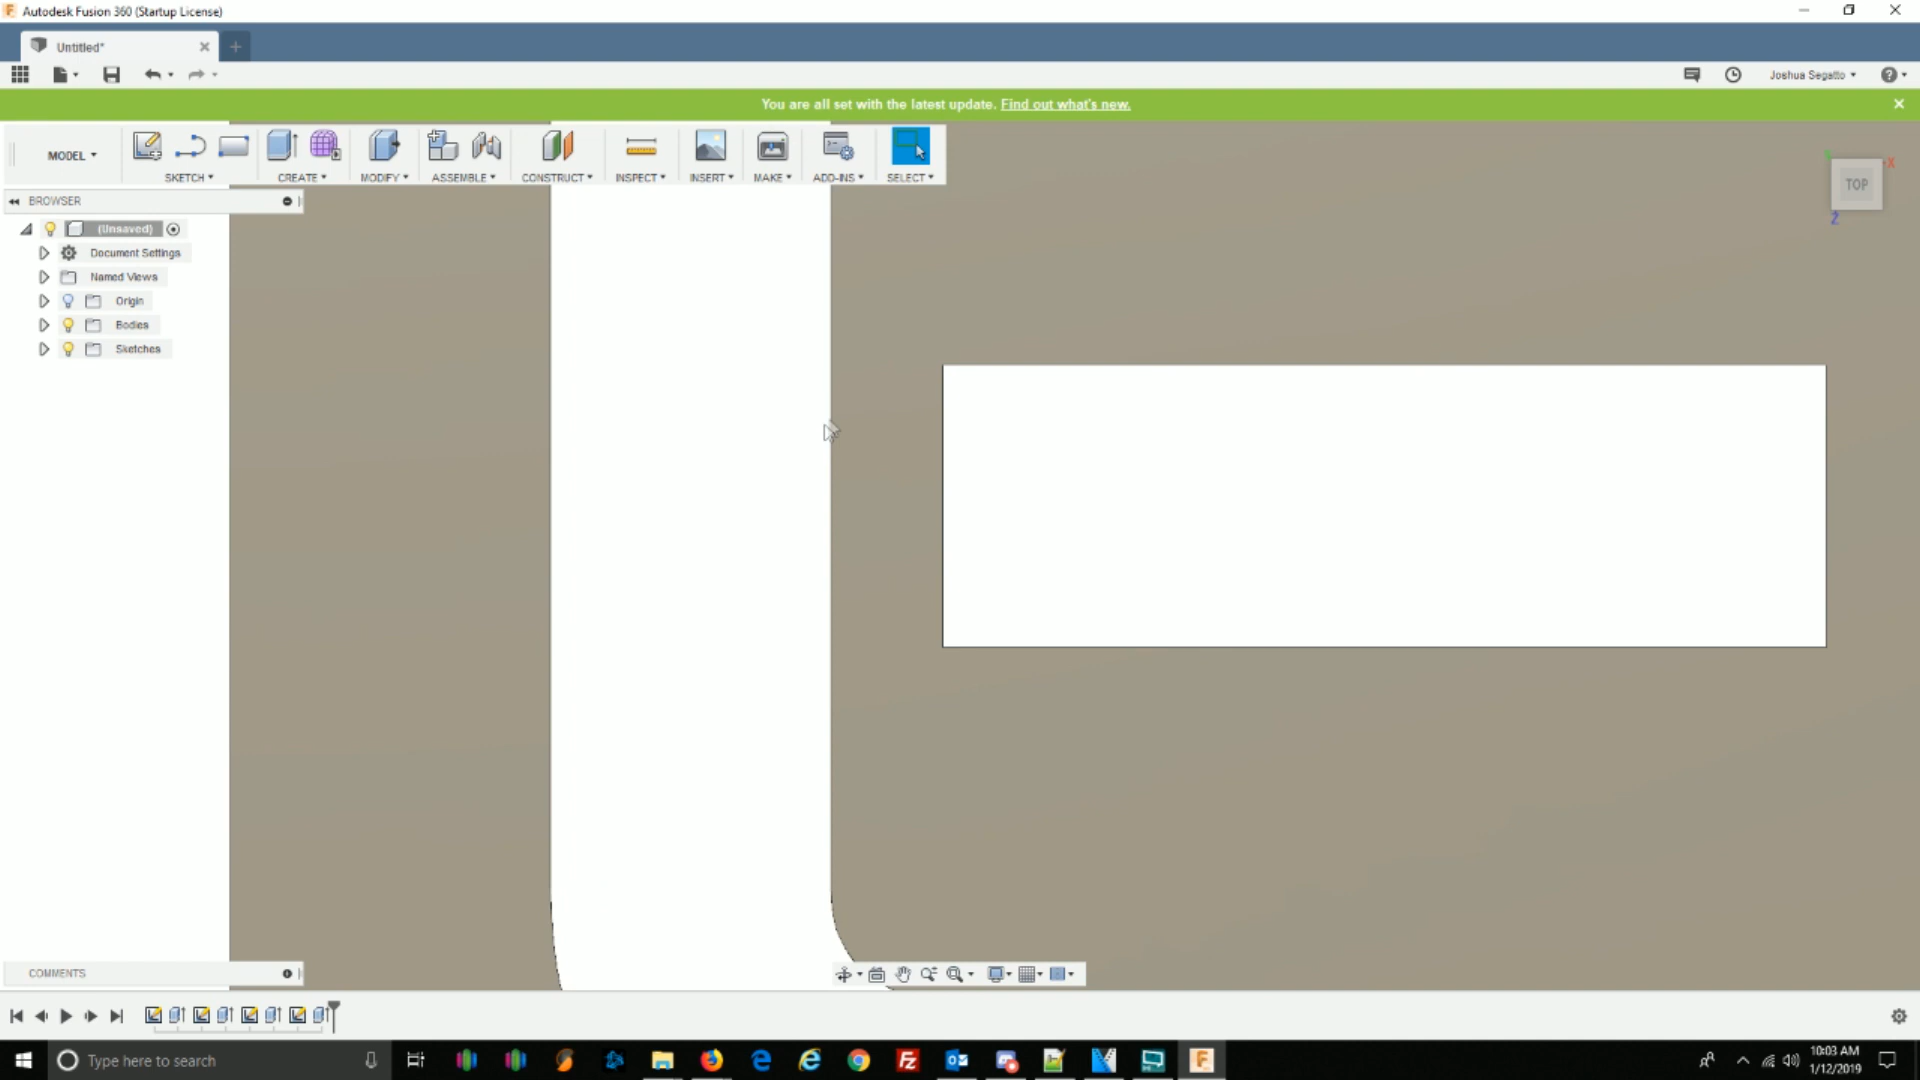 Autodesk Fusion 360 (Startup License)
Untitled*
Joshua Segatto
You are all set with the latest update. Find out what's new.
MODEL
SKETCH
CREATE
MODIFY
ASSEMBLE
CONSTRUCT
INSPECT
INSERT
MAKE
ADD-INS
SELECT
TOP
X
Z
BROWSER
(Unsaved)
Document Settings
Named Views
Origin
Bodies
Sketches
COMMENTS
Type here to search
10:03 AM
1/12/2019